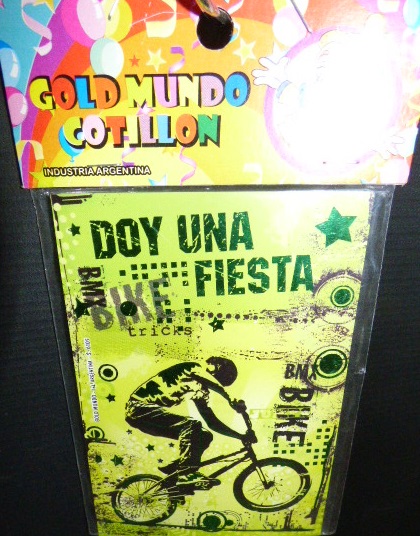 GOLD MUNDO
COTILLON
INDUSTRIA ARGENTINA
DOY UNA
FIESTA
BMX
BIKE
tricks
BMX
BIKE